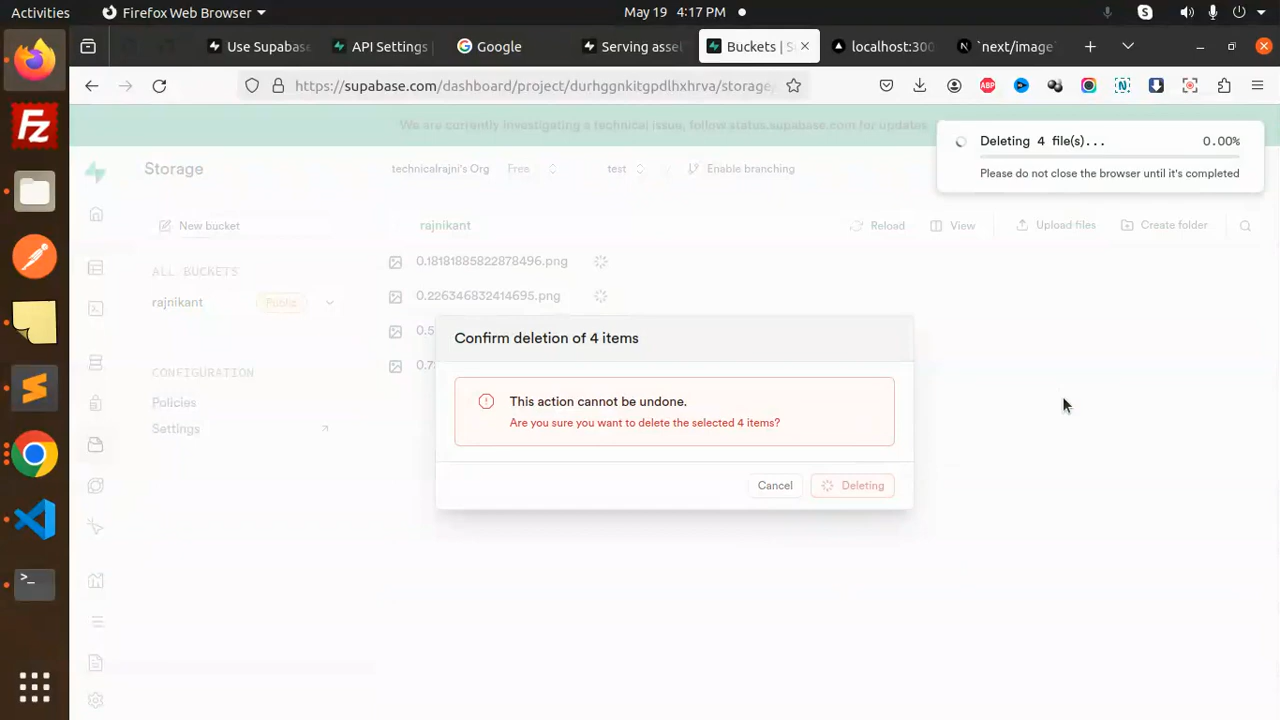 Activities
Firefox Web Browser
May 19 4:17 PM
Use Supabase
API Settings
Google
Serving asse
Buckets | S
localhost:300
`next/image`
https://supabase.com/dashboard/project/durhggnkitgpdlhxhrva/storage
We are currently investigating a technical issue, follow status.supabase.com for updates
Deleting 4 file(s)...
0.00%
Please do not close the browser until it's completed
Storage
technicalrajni's Org
Free
test
Enable branching
New bucket
rajnikant
Reload
View
Upload files
Create folder
ALL BUCKETS
rajnikant
Public
0.18181885822878496.png
0.226346832414695.png
0.5
0.7
CONFIGURATION
Policies
Settings
Confirm deletion of 4 items
This action cannot be undone.
Are you sure you want to delete the selected 4 items?
Cancel
Deleting